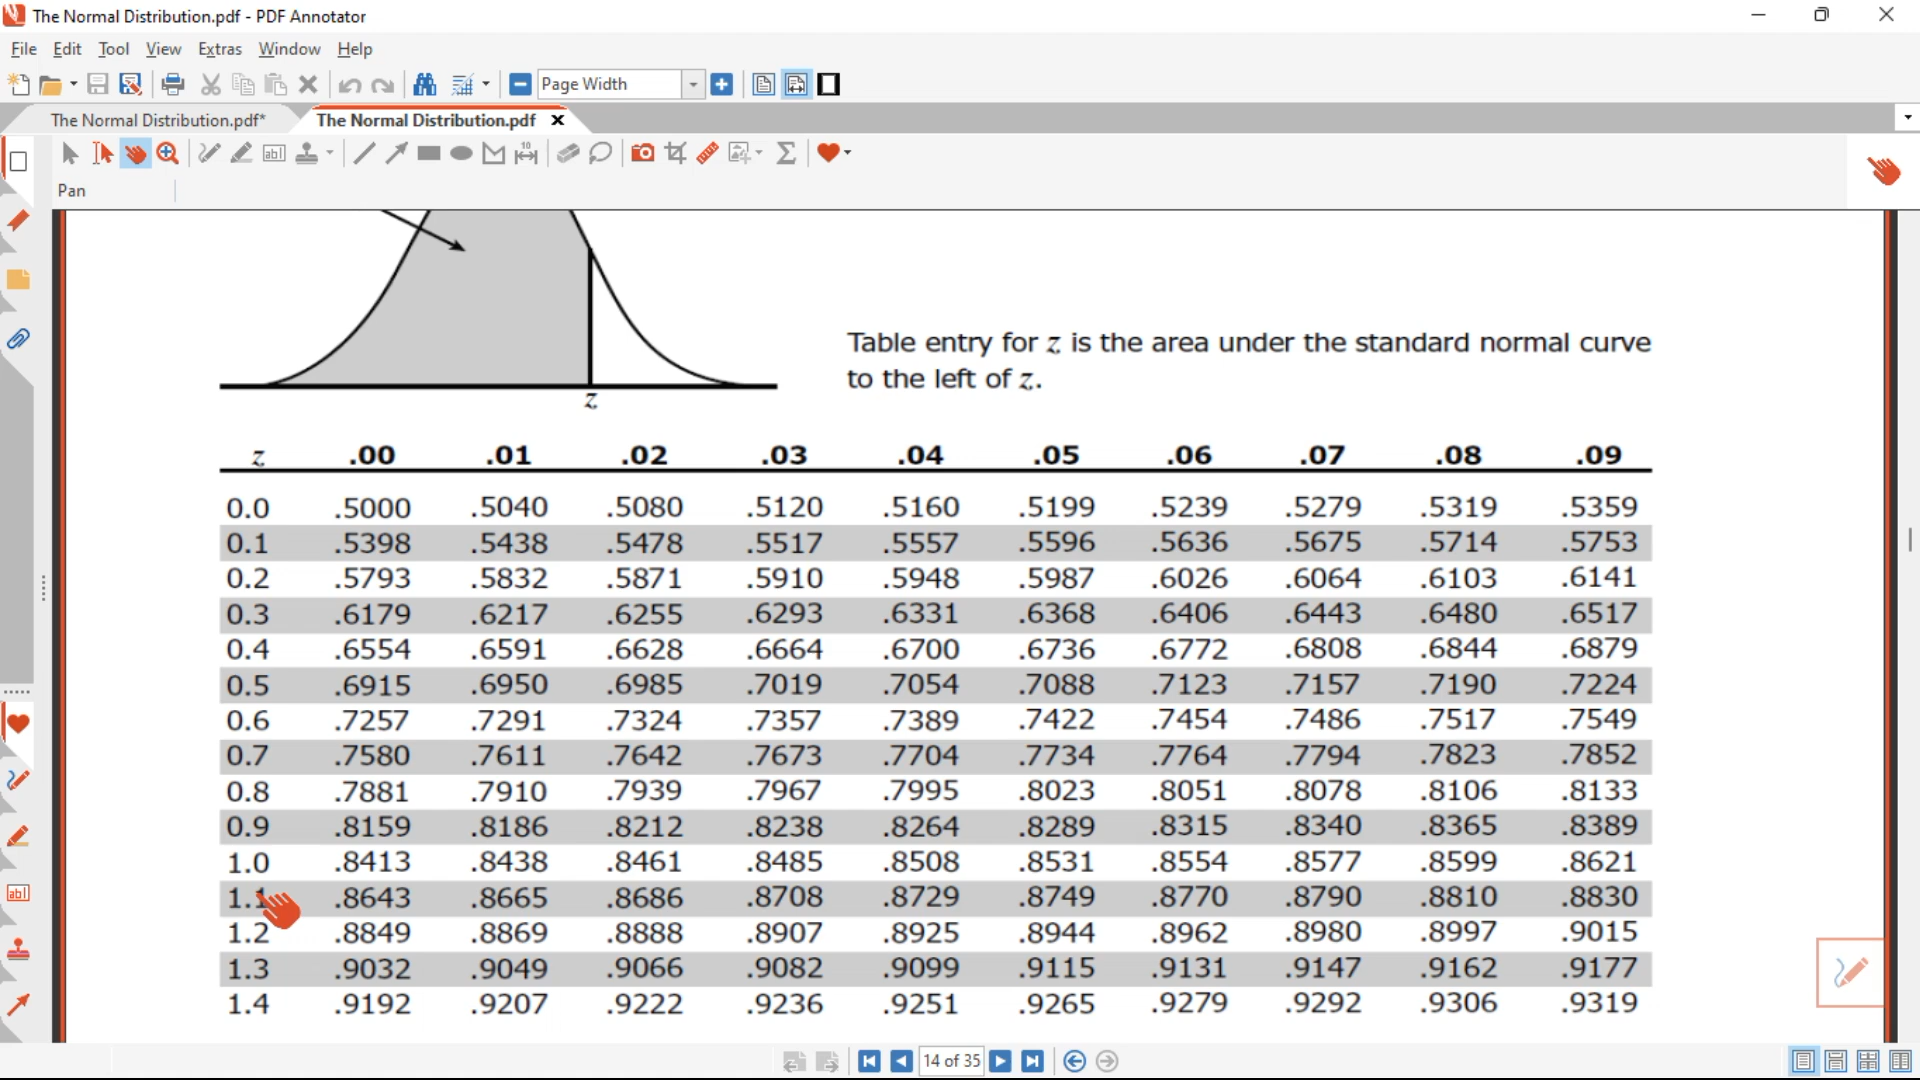 The Normal Distribution.pdf - PDF Annotator
File Edit Tool View Extras Window Help
Page Width
The Normal Distribution.pdf* The Normal Distribution.pdf
Pan
Table entry for z is the area under the standard normal curve
to the left of z.
z
z .00 .01 .02 .03 .04 .05 .06 .07 .08 .09
0.0 .5000 .5040 .5080 .5120 .5160 .5199 .5239 .5279 .5319 .5359
0.1 .5398 .5438 .5478 .5517 .5557 .5596 .5636 .5675 .5714 .5753
0.2 .5793 .5832 .5871 .5910 .5948 .5987 .6026 .6064 .6103 .6141
0.3 .6179 .6217 .6255 .6293 .6331 .6368 .6406 .6443 .6480 .6517
0.4 .6554 .6591 .6628 .6664 .6700 .6736 .6772 .6808 .6844 .6879
0.5 .6915 .6950 .6985 .7019 .7054 .7088 .7123 .7157 .7190 .7224
0.6 .7257 .7291 .7324 .7357 .7389 .7422 .7454 .7486 .7517 .7549
0.7 .7580 .7611 .7642 .7673 .7704 .7734 .7764 .7794 .7823 .7852
0.8 .7881 .7910 .7939 .7967 .7995 .8023 .8051 .8078 .8106 .8133
0.9 .8159 .8186 .8212 .8238 .8264 .8289 .8315 .8340 .8365 .8389
1.0 .8413 .8438 .8461 .8485 .8508 .8531 .8554 .8577 .8599 .8621
1.1 .8643 .8665 .8686 .8708 .8729 .8749 .8770 .8790 .8810 .8830
1.2 .8849 .8869 .8888 .8907 .8925 .8944 .8962 .8980 .8997 .9015
1.3 .9032 .9049 .9066 .9082 .9099 .9115 .9131 .9147 .9162 .9177
1.4 .9192 .9207 .9222 .9236 .9251 .9265 .9279 .9292 .9306 .9319
14 of 35